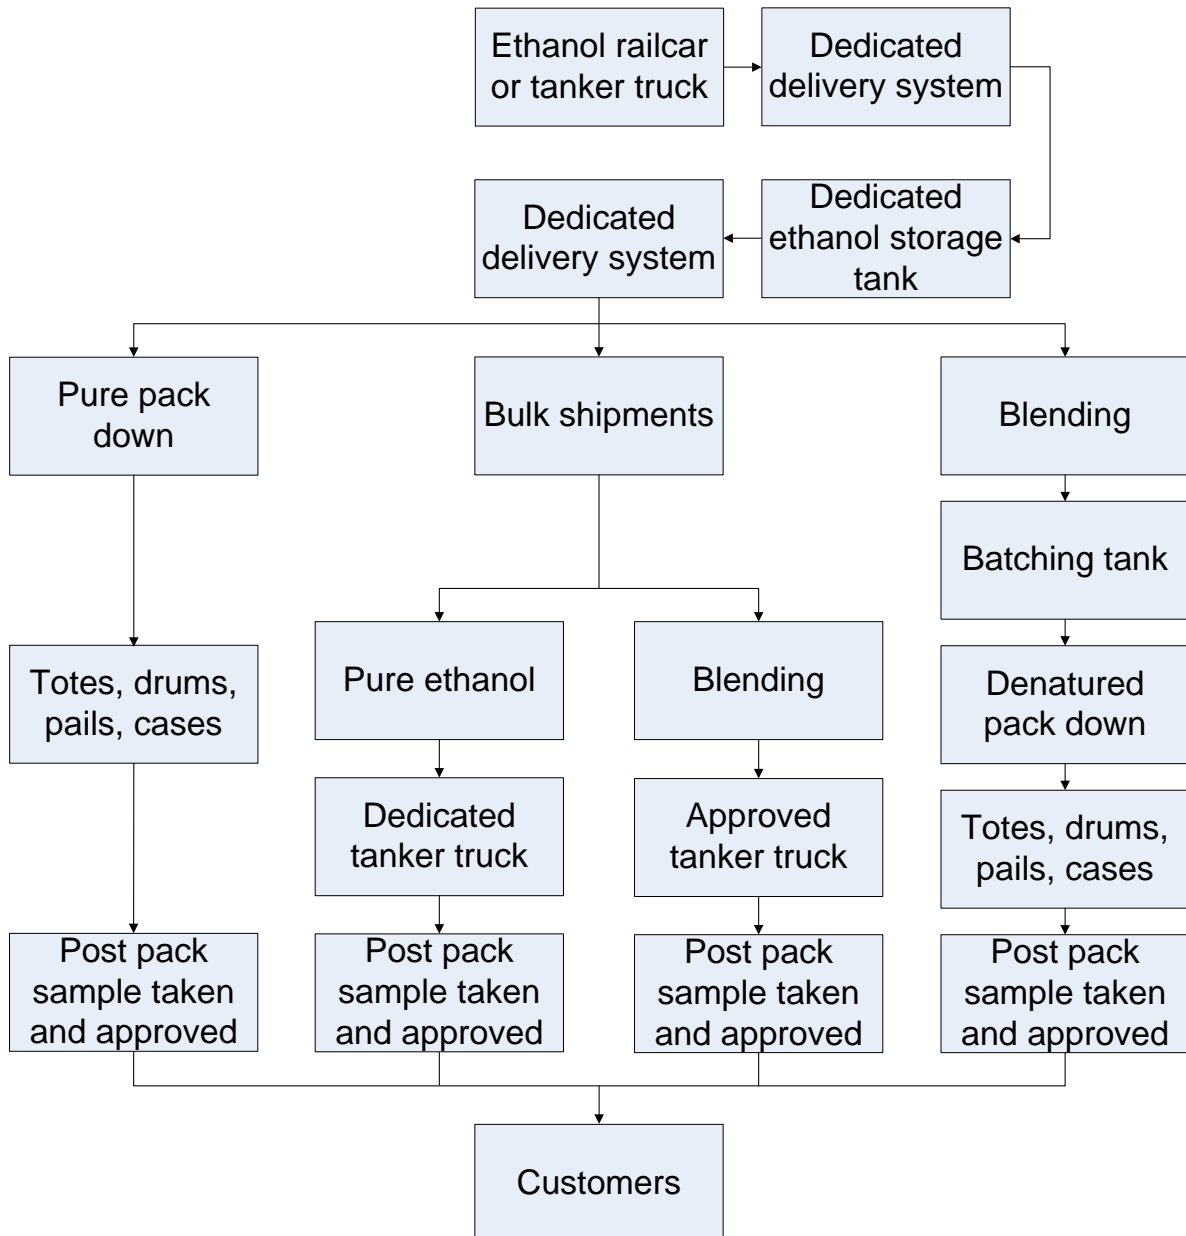 Ethanol railcar
or tanker truck
Dedicated
delivery system
Dedicated
delivery system
Dedicated
ethanol storage
tank
Pure pack
down
Bulk shipments
Blending
Batching tank
Totes, drums,
pails, cases
Pure ethanol
Blending
Denatured
pack down
Dedicated
tanker truck
Approved
tanker truck
Totes, drums,
pails, cases
Post pack
sample taken
and approved
Post pack
sample taken
and approved
Post pack
sample taken
and approved
Post pack
sample taken
and approved
Customers